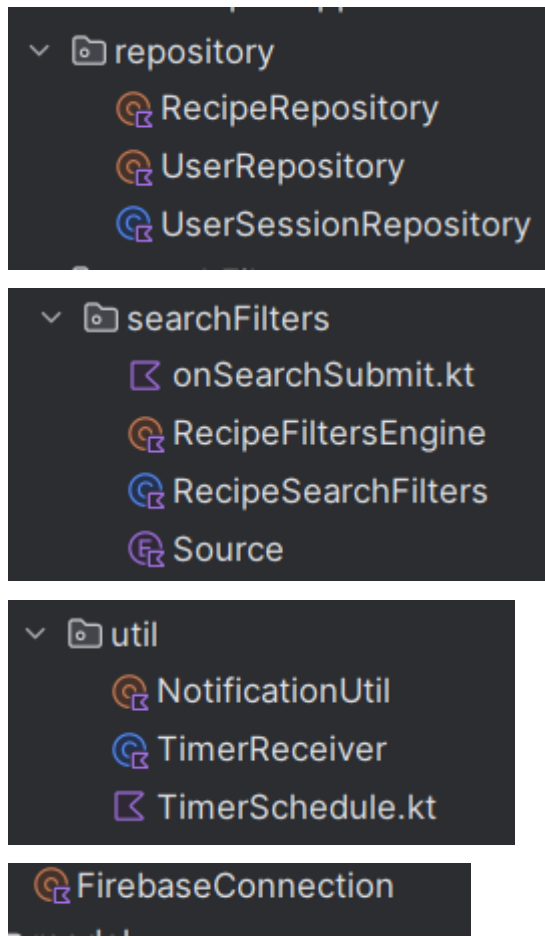 repository
RecipeRepository
UserRepository
UserSessionRepository
searchFilters
onSearchSubmit.kt
RecipeFiltersEngine
RecipeSearchFilters
Source
util
NotificationUtil
TimerReceiver
TimerSchedule.kt
FirebaseConnection